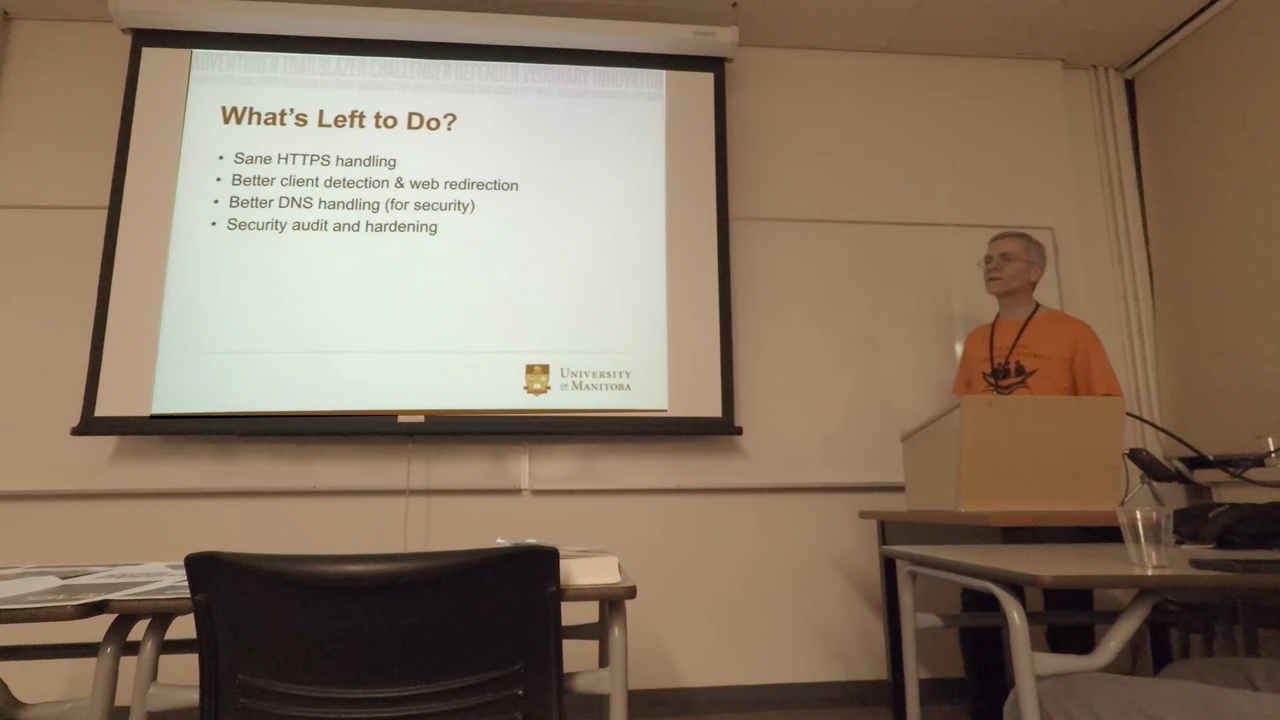 ADVENTURER TRAILBLAZER CHALLENGER DEFENDER VISIONARY INNOVATOR
What's Left to Do?
• Sane HTTPS handling
• Better client detection & web redirection
• Better DNS handling (for security)
• Security audit and hardening
UNIVERSITY
OF MANITOBA